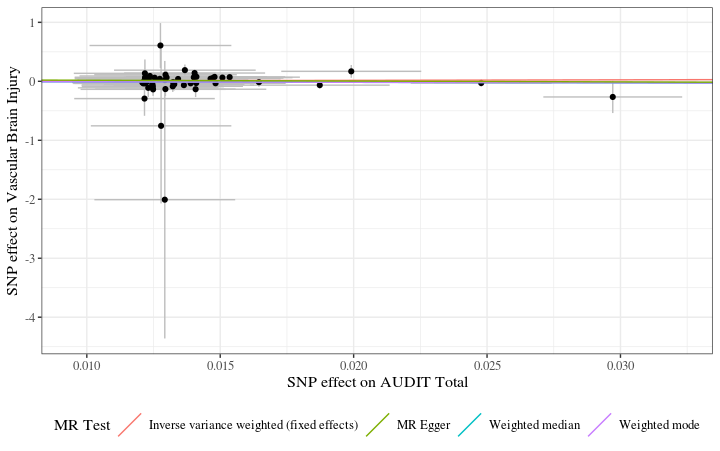 1
0
-1
-2
-3
-4
SNP effect on Vascular Brain Injury
0.010 0.015 0.020 0.025 0.030
SNP effect on AUDIT Total
MR Test Inverse variance weighted (fixed effects) MR Egger Weighted median Weighted mode